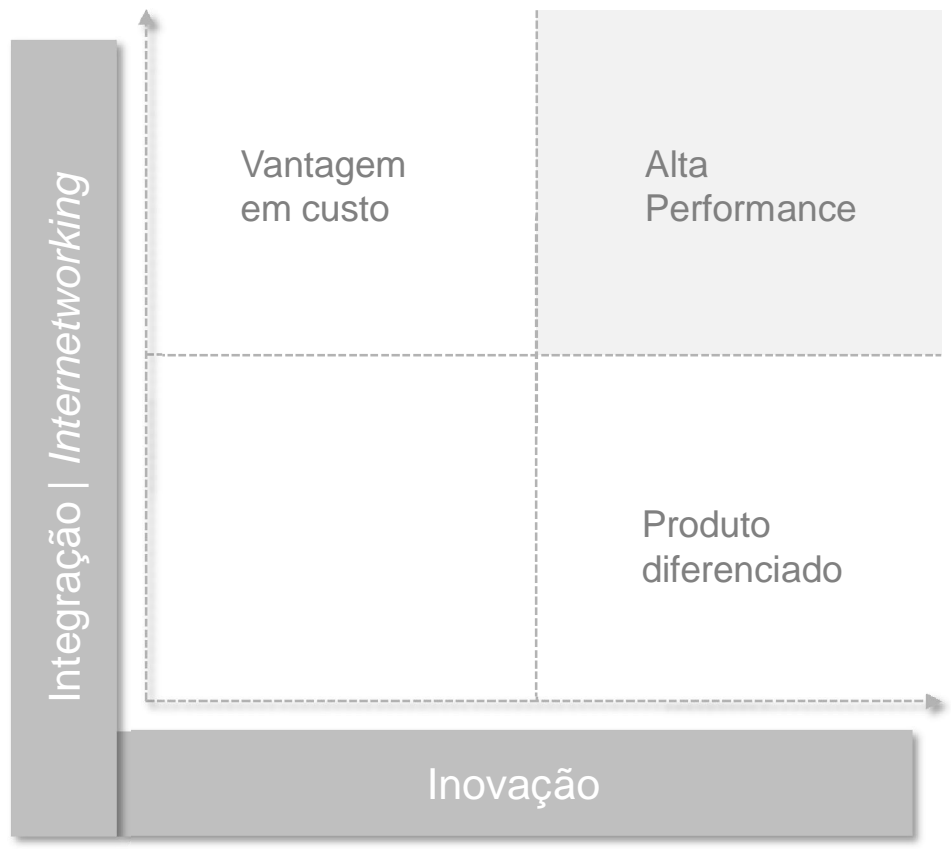 Vantagem
em custo
Alta
Performance
Integração | Internetworking
Produto
diferenciado
Inovação